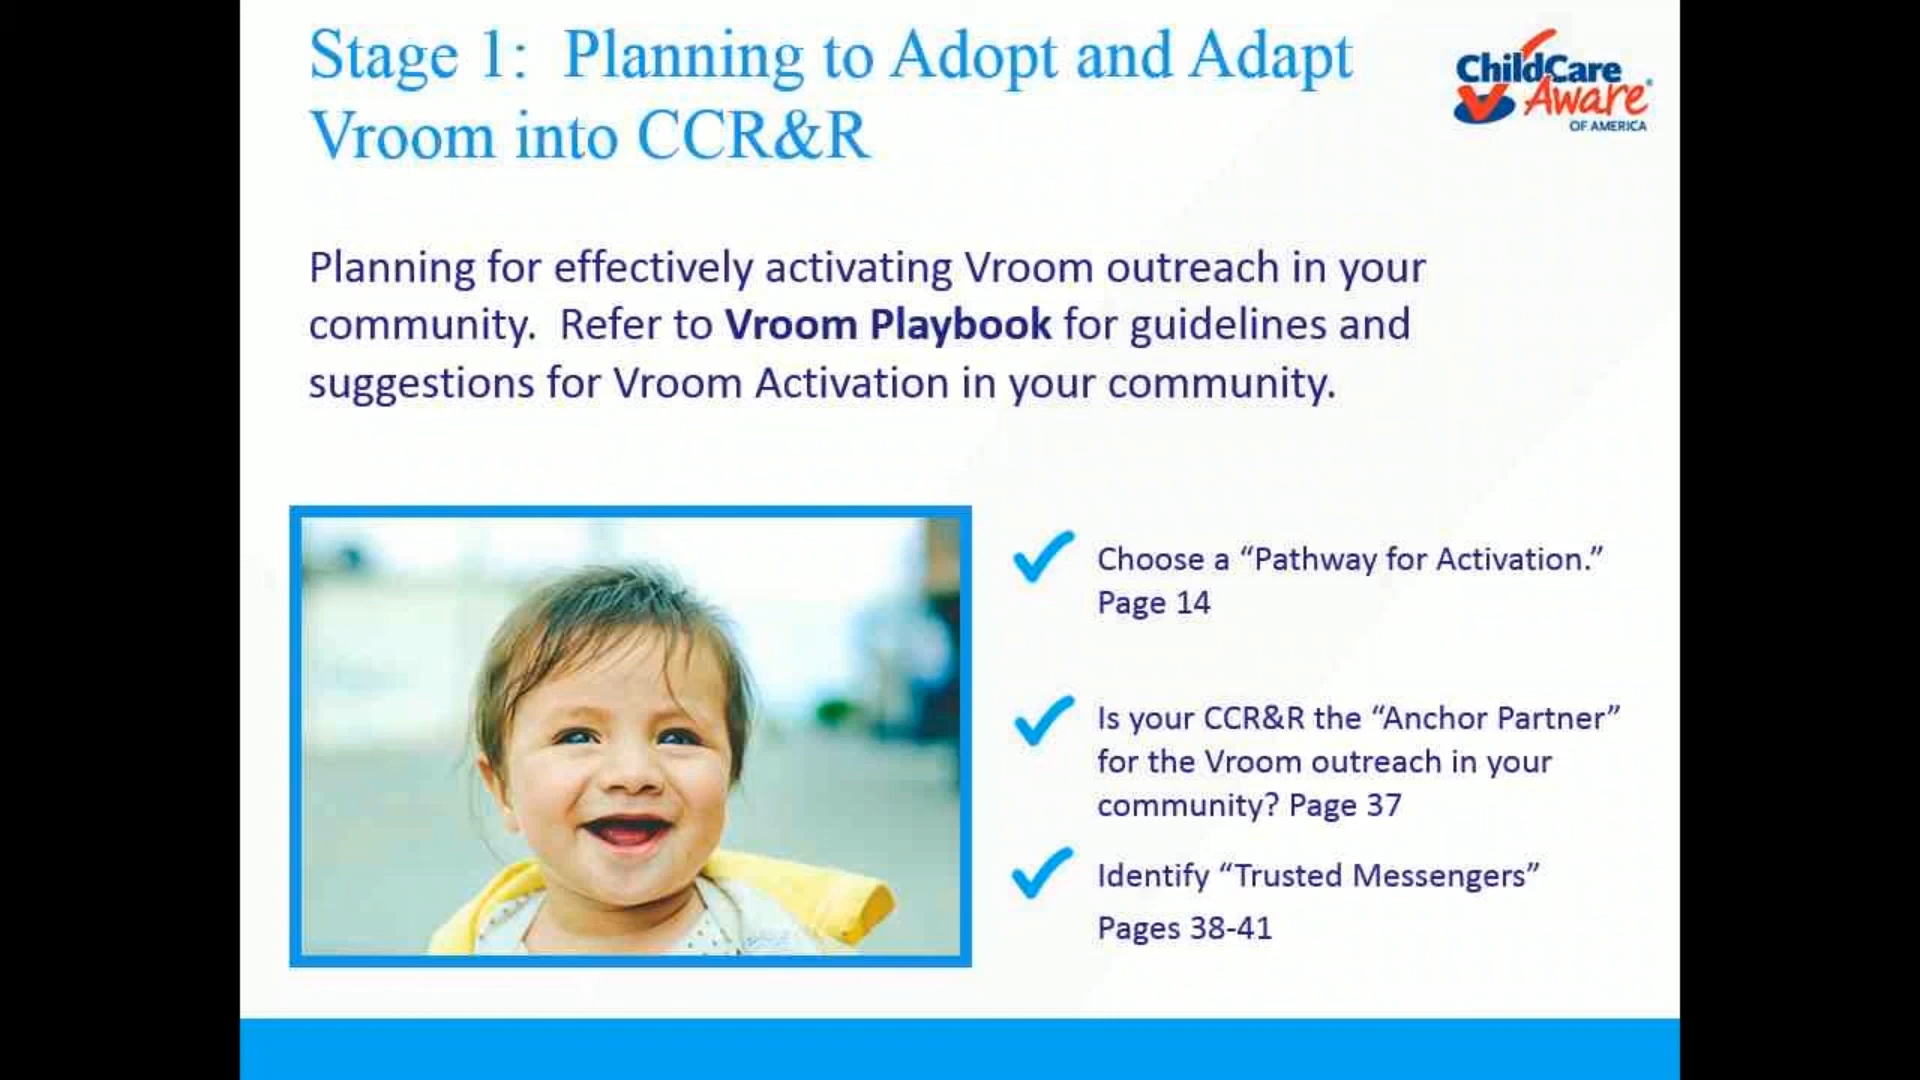 Stage 1:  Planning to Adopt and Adapt
Vroom into CCR&R
ChildCare
Aware
OF AMERICA
Planning for effectively activating Vroom outreach in your
community.  Refer to Vroom Playbook for guidelines and
suggestions for Vroom Activation in your community.
Choose a “Pathway for Activation.”
Page 14
Is your CCR&R the “Anchor Partner”
for the Vroom outreach in your
community? Page 37
Identify “Trusted Messengers”
Pages 38-41